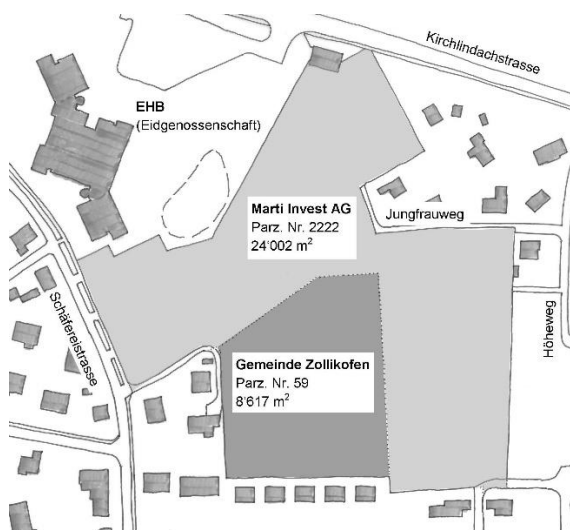 Kirchlindachstrasse
EHB
(Eidgenossenschaft)
Marti Invest AG
Parz. Nr. 2222
24'002 m²
Jungfrauweg
Schäfereistrasse
Höheweg
Gemeinde Zollikofen
Parz. Nr. 59
8'617 m²